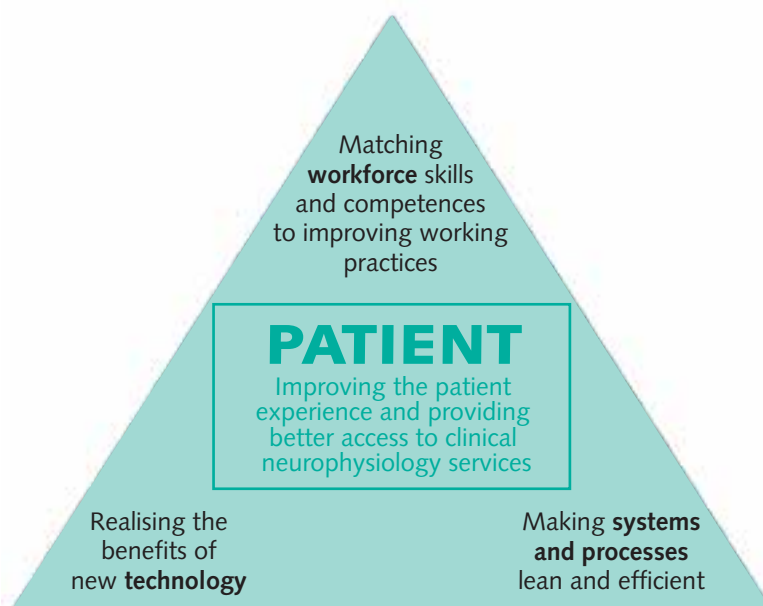 Matching
workforce skills
and competences
to improving working
practices
PATIENT
Improving the patient
experience and providing
better access to clinical
neurophysiology services
Realising the
benefits of
new technology
Making systems
and processes
lean and efficient